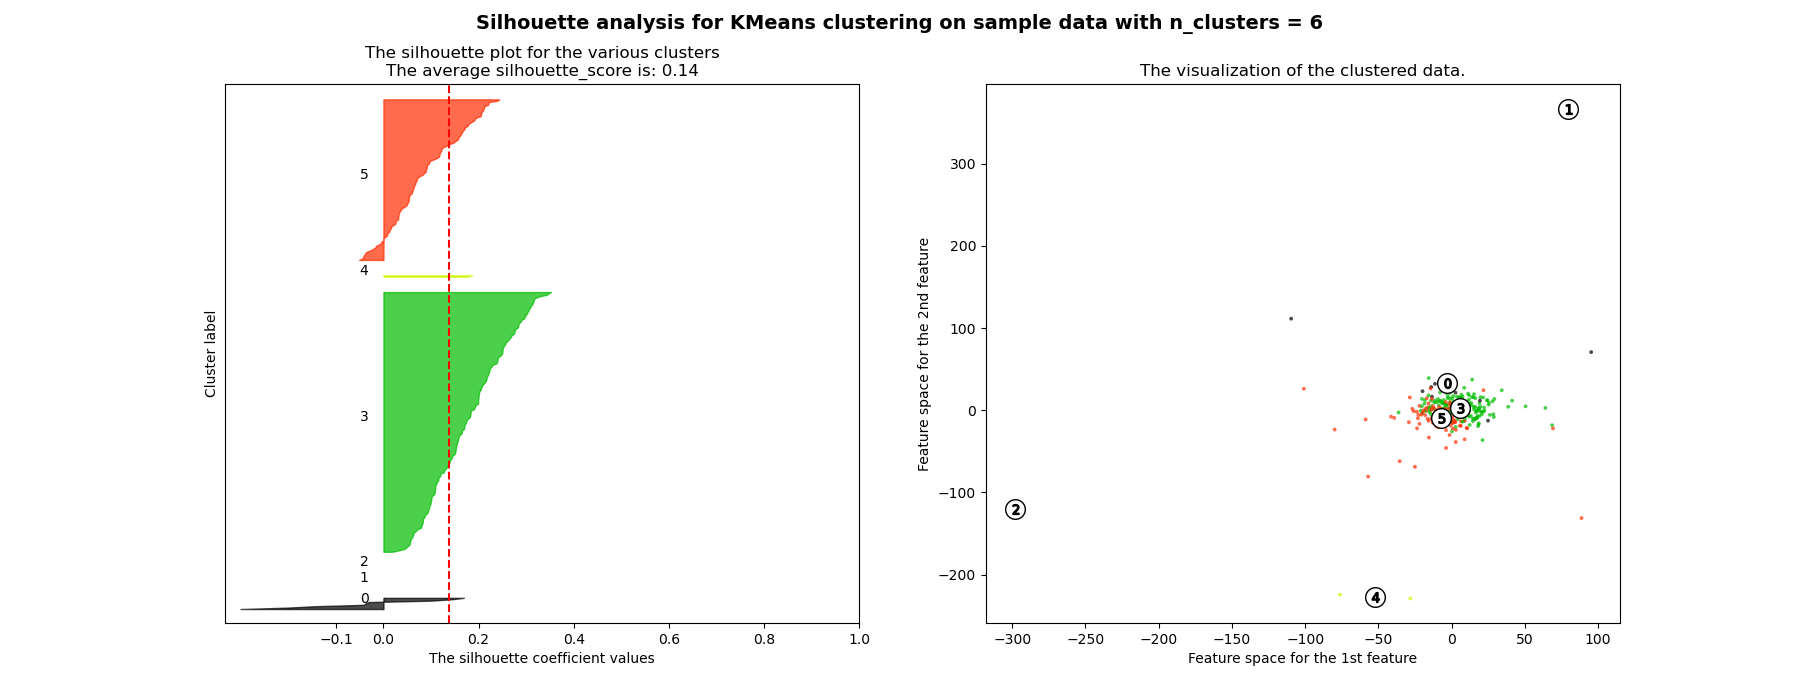 Silhouette analysis for KMeans clustering on sample data with n_clusters = 6
The silhouette plot for the various clusters
The average silhouette_score is: 0.14
5
4
3
2
1
0
Cluster label
−0.1 0.0 0.2 0.4 0.6 0.8 1.0
The silhouette coefficient values
The visualization of the clustered data.
1
0
3
5
2
4
300
200
100
0
−100
−200
Feature space for the 2nd feature
−300 −250 −200 −150 −100 −50 0 50 100
Feature space for the 1st feature